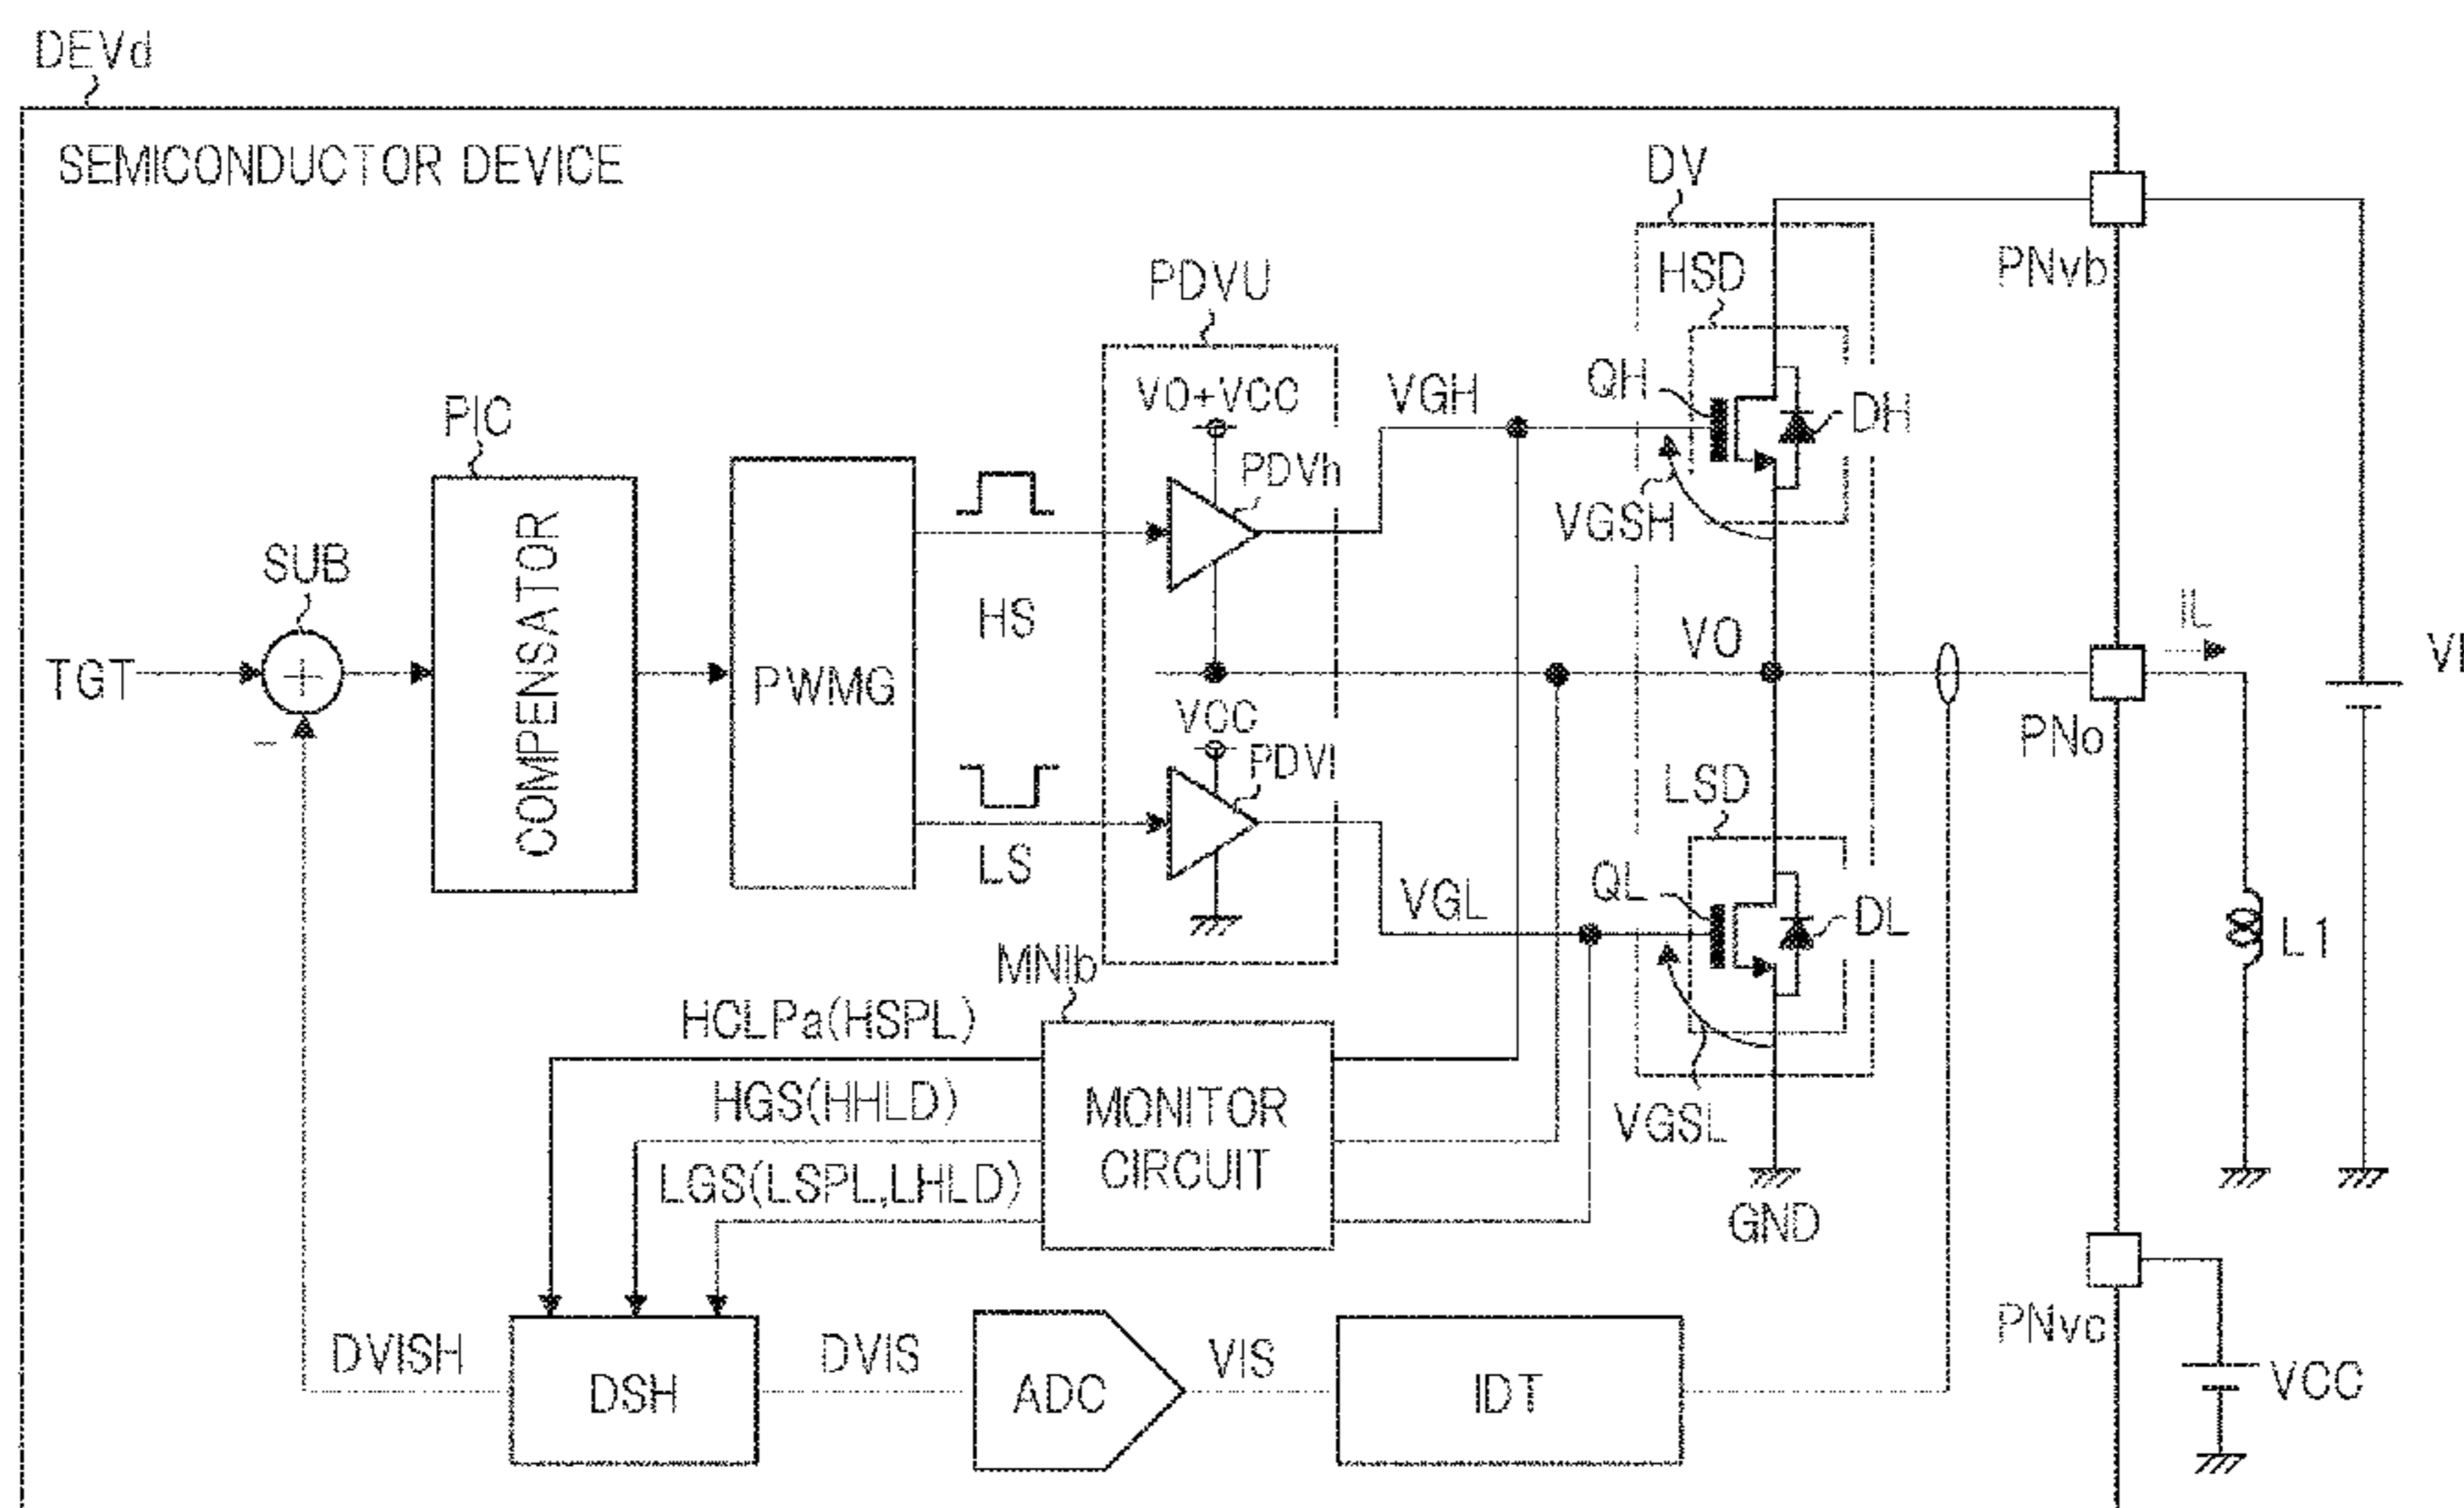 DEVd
SEMICONDUCTOR DEVICE
DV
HSD
PNvb
PDVU
VO+VCC
VGH
QH
DH
PIC
PDVh
VGSH
COMPENSATOR
SUB
HS
TGT
+
-
PWMG
VO
IL
PNo
VCC
PDVl
LSD
LS
VGL
QL
DL
L1
MNIb
HCLPa(HSPL)
HGS(HHLD)
LGS(LSPL,LHLD)
MONITOR
CIRCUIT
VGSL
GND
PNvc
VCC
DVISH
DSH
DVIS
ADC
VIS
IDT